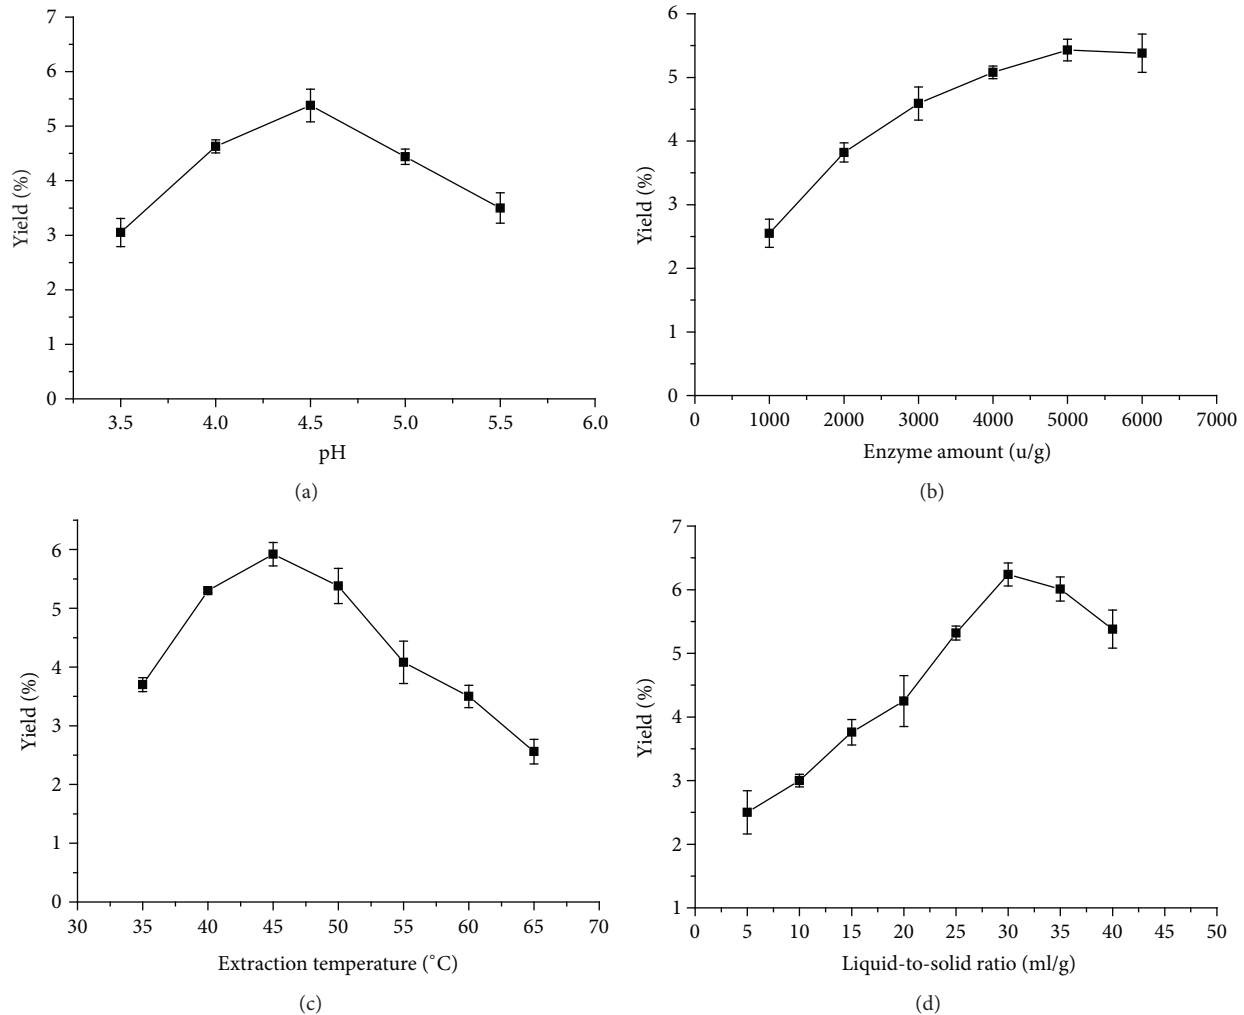 7
6
5
4
3
2
1
0
Yield (%)
3.5 4.0 4.5 5.0 5.5 6.0
pH
(a)
6
5
4
3
2
1
0
Yield (%)
0 1000 2000 3000 4000 5000 6000 7000
Enzyme amount (u/g)
(b)
6
5
4
3
2
1
0
Yield (%)
30 35 40 45 50 55 60 65 70
Extraction temperature (°C)
(c)
7
6
5
4
3
2
1
Yield (%)
0 5 10 15 20 25 30 35 40 45 50
Liquid-to-solid ratio (ml/g)
(d)